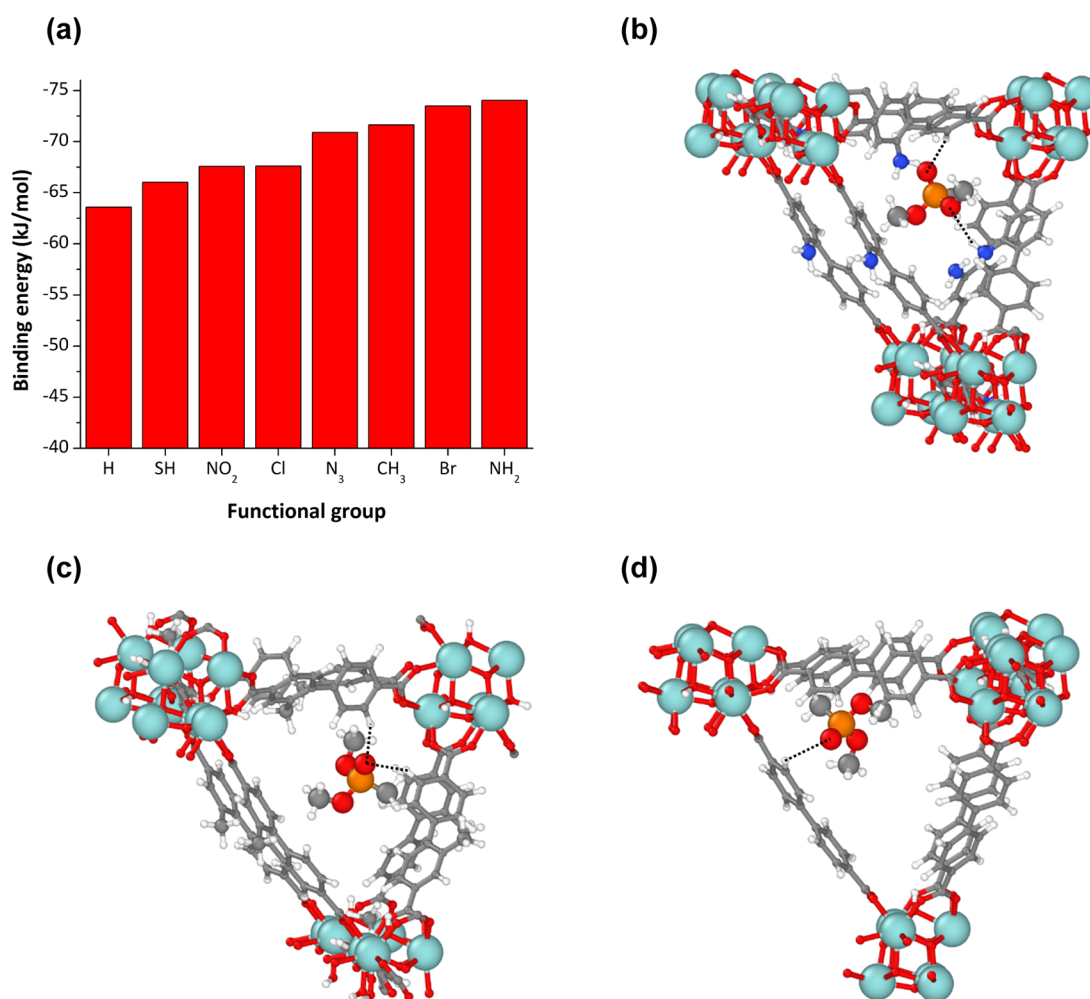 (a)
(b)
-75
-70
-65
-60
-55
-50
-45
-40
Binding energy (kJ/mol)
H SH NO₂ Cl N₃ CH₃ Br NH₂
Functional group
(c)
(d)